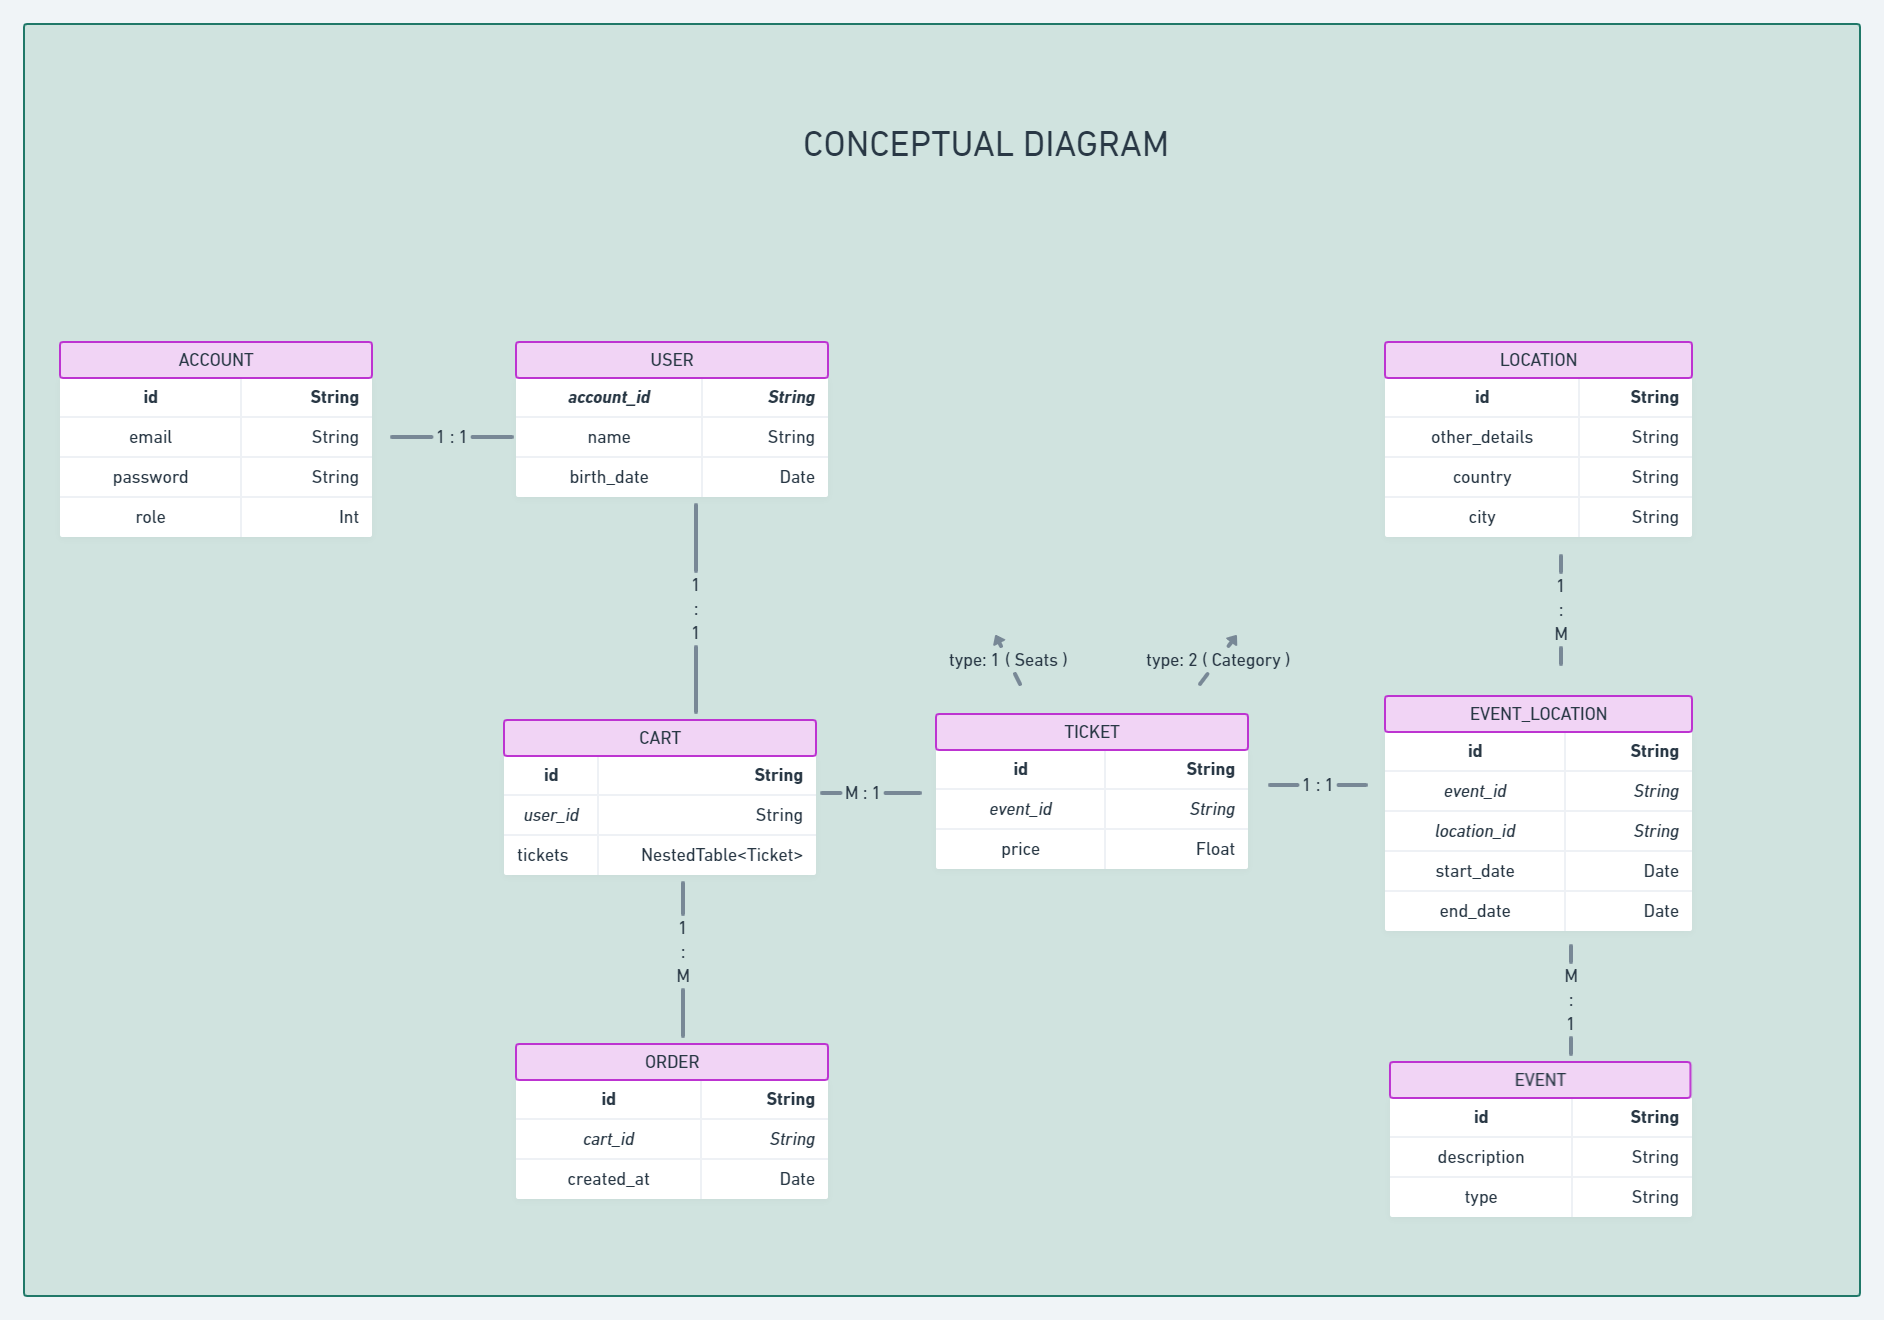 CONCEPTUAL DIAGRAM
ACCOUNT
id String
email String
password String
role Int
1 : 1
USER
account_id String
name String
birth_date Date
LOCATION
id String
other_details String
country String
city String
1
:
1
1
:
M
type: 1 ( Seats )
type: 2 ( Category )
CART
id String
user_id String
tickets NestedTable<Ticket>
M : 1
TICKET
id String
event_id String
price Float
1 : 1
EVENT_LOCATION
id String
event_id String
location_id String
start_date Date
end_date Date
1
:
M
M
:
1
ORDER
id String
cart_id String
created_at Date
EVENT
id String
description String
type String